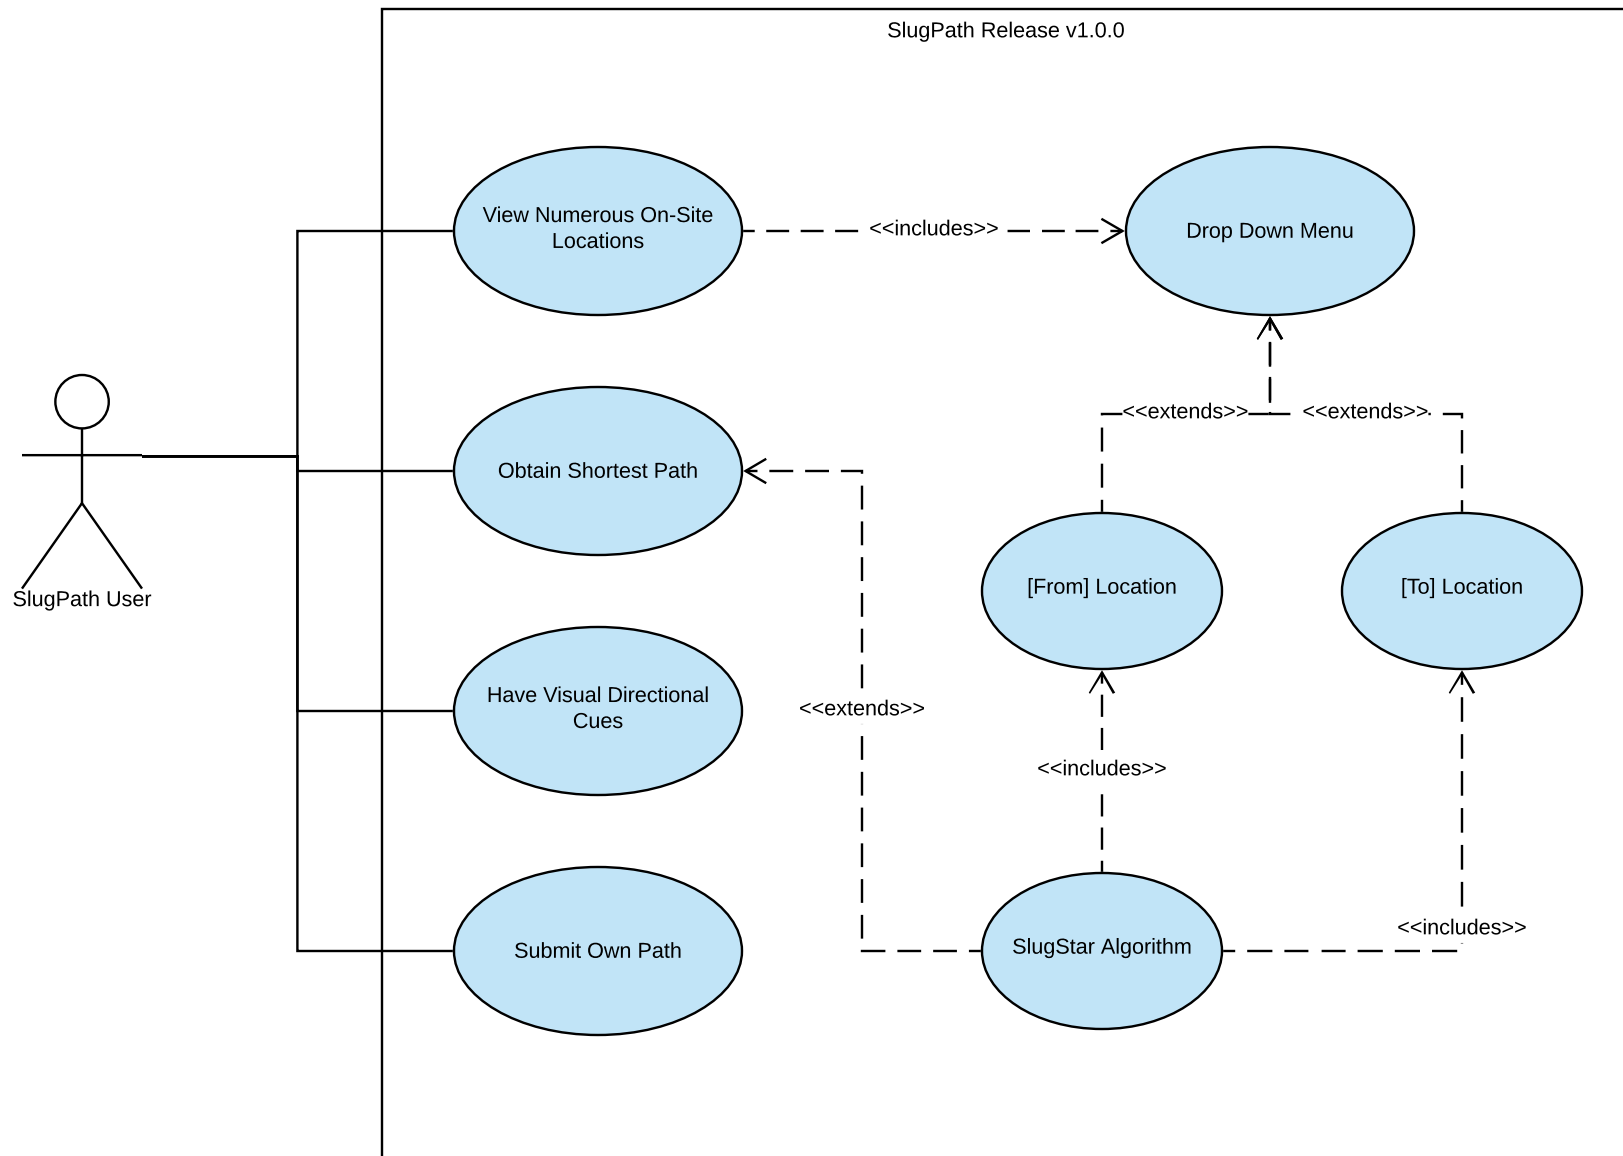 SlugPath Release v1.0.0
View Numerous On-Site
Locations
<<includes>>
Drop Down Menu
<<extends>>
<<extends>>
Obtain Shortest Path
[From] Location
[To] Location
SlugPath User
Have Visual Directional
Cues
<<extends>>
<<includes>>
<<includes>>
Submit Own Path
SlugStar Algorithm